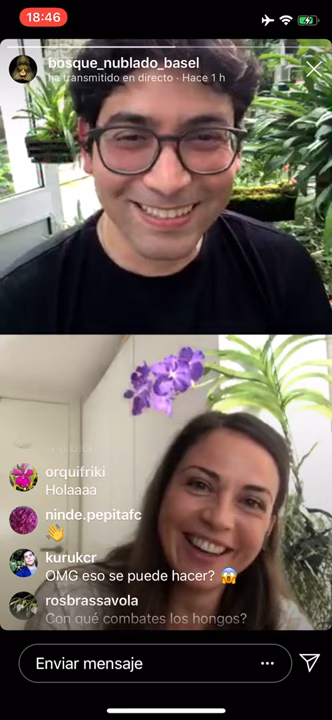 18:46
bosque_nublado_basel
ha transmitido en directo · Hace 1 h
orquifriki
Holaaaa
ninde.pepitafc
👋
kurukcr
OMG eso se puede hacer? 😱
rosbrassavola
Con qué combates los hongos?
Enviar mensaje